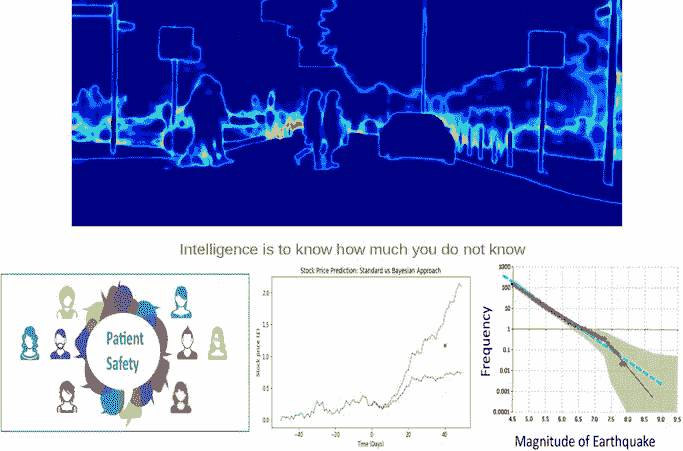 Intelligence is to know how much you do not know
Patient
Safety
Stock Price Prediction: Standard vs Bayesian Approach
2.0
1.5
1.0
0.5
0.0
-40
-20
0
20
40
Time (Days)
Frequency
1000
100
10
1
0.1
0.01
0.001
0.0001
4.5 5.0 5.5 6.0 6.5 7.0 7.5 8.0 8.5 9.0 9.5
Magnitude of Earthquake